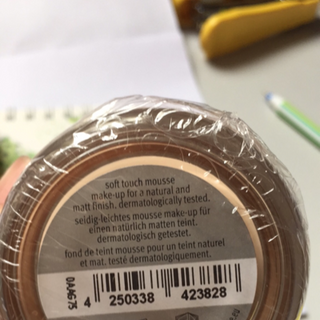 soft touch mousse
make-up for a natural and
matt finish. dermatologically tested.
seidig-leichtes mousse make-up für
einen natürlich matten teint.
dermatologisch getestet.
fond de teint mousse pour un teint naturel
et mat. testé dermatologiquement.
DAA675
4 250338 423828